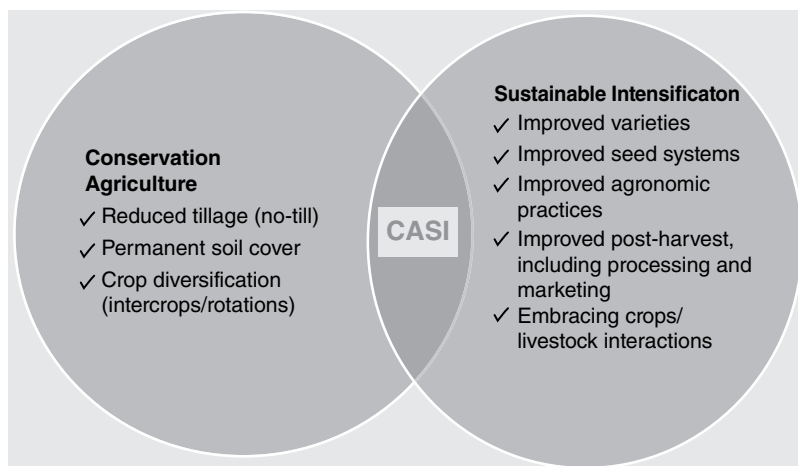 Conservation
Agriculture
✓ Reduced tillage (no-till)
✓ Permanent soil cover
✓ Crop diversification
(intercrops/rotations)
CASI
Sustainable Intensificaton
✓ Improved varieties
✓ Improved seed systems
✓ Improved agronomic
practices
✓ Improved post-harvest,
including processing and
marketing
✓ Embracing crops/
livestock interactions